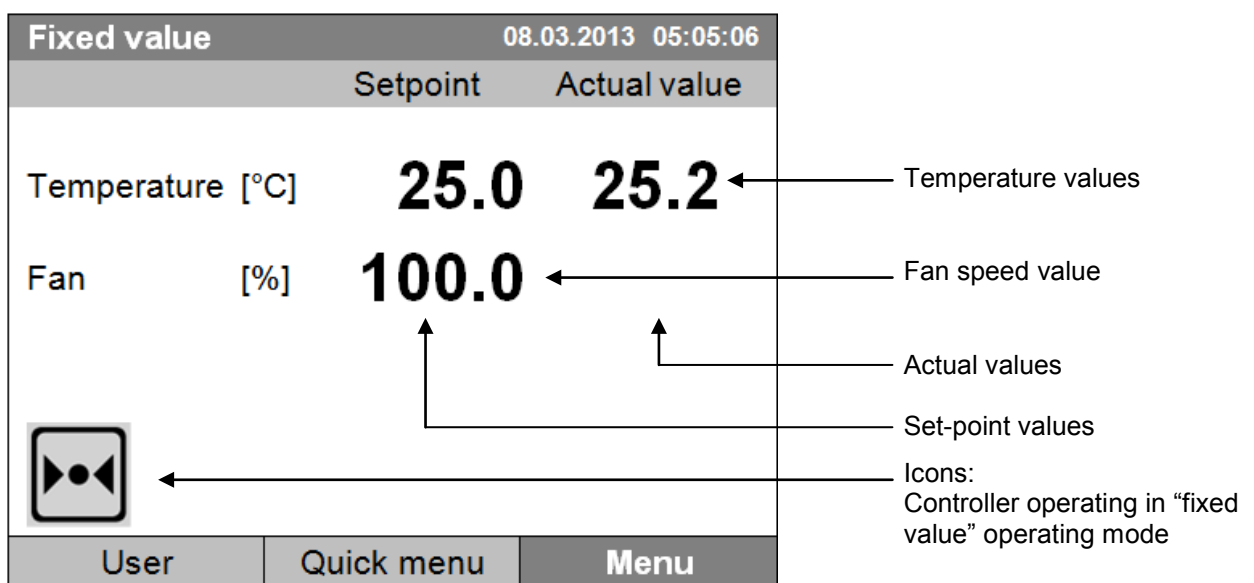 Fixed value 08.03.2013 05:05:06
Setpoint Actual value
Temperature [°C] 25.0 25.2
Temperature values
Fan [%] 100.0
Fan speed value
Actual values
Set-point values
Icons:
Controller operating in “fixed
value” operating mode
User Quick menu Menu